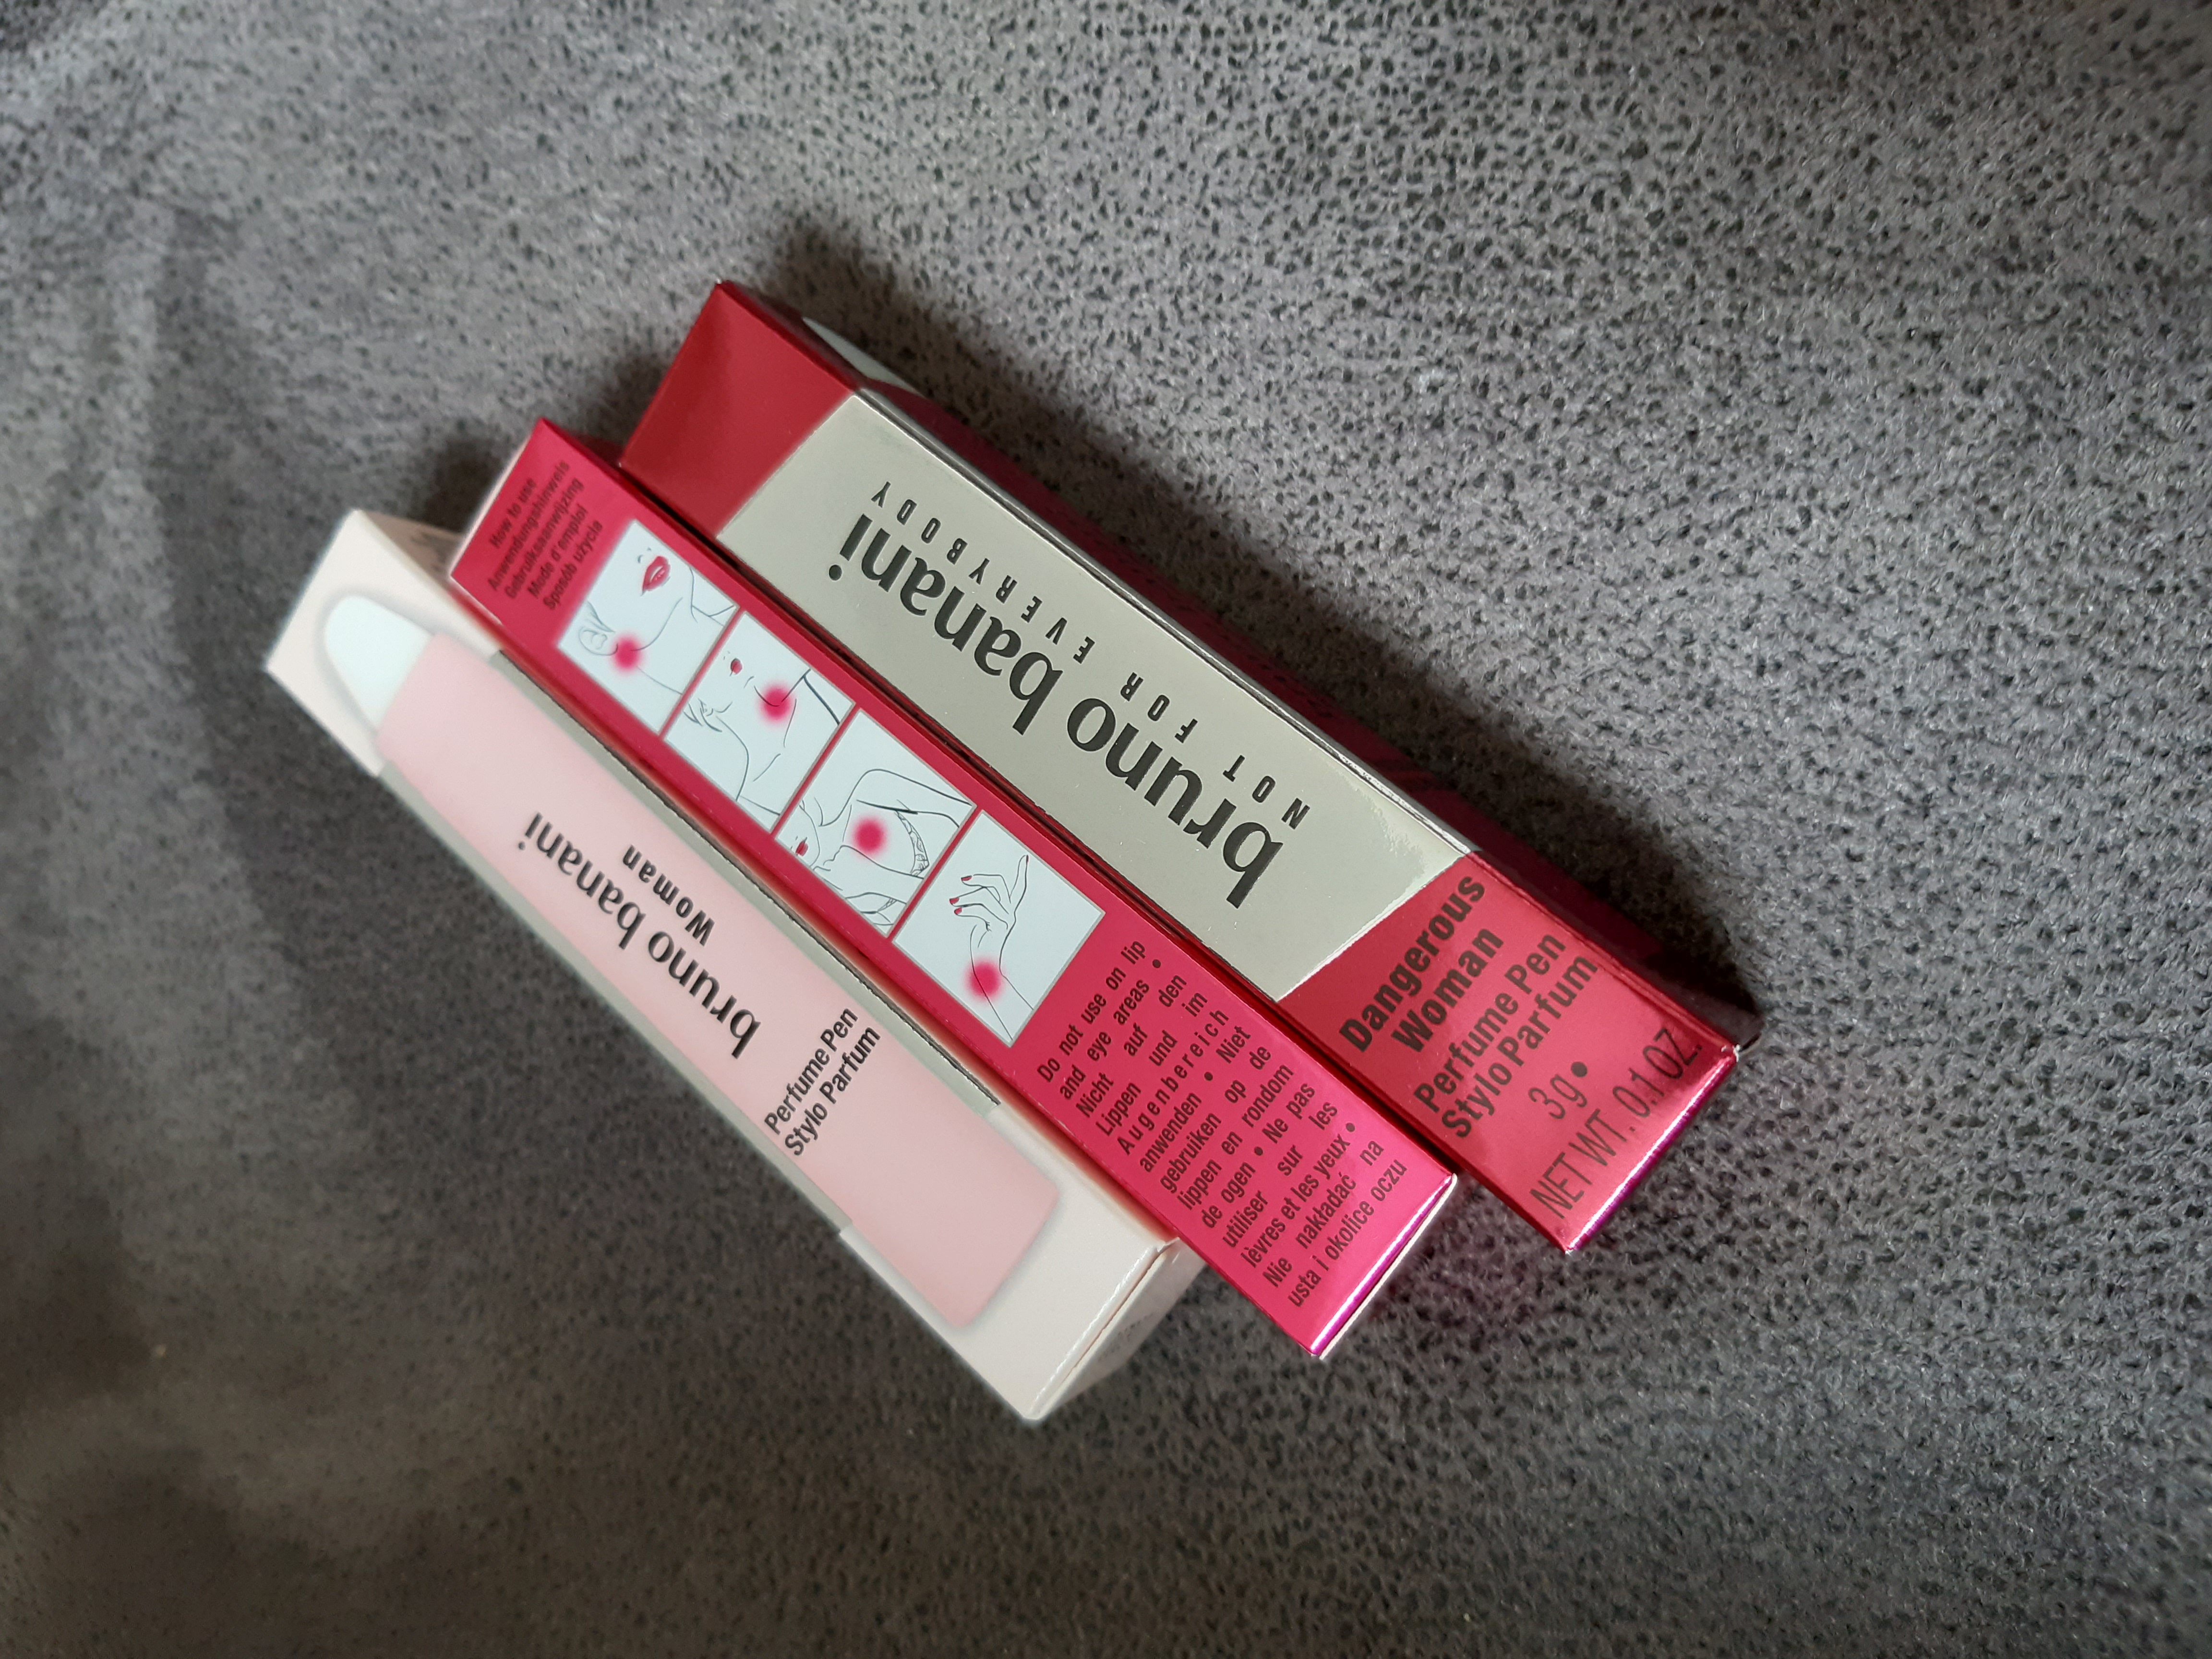 bruno banani
Woman
Perfume Pen
Stylo Parfum
How to use
Anwendungshinweis
Gebruiksaanwijzing
Mode d'emploi
Sposób użycia
Do not use on lip
and eye areas •
Nicht auf den
Lippen und im
Augenbereich
anwenden • Niet
gebruiken op de
lippen en rondom
de ogen • Ne pas
utiliser sur les
lèvres et les yeux •
Nie nakładać na
usta i okolice oczu
bruno banani
NOT FOR EVERYBODY
Dangerous
Woman
Perfume Pen
Stylo Parfum
3g •
NET WT. 0.1 OZ.